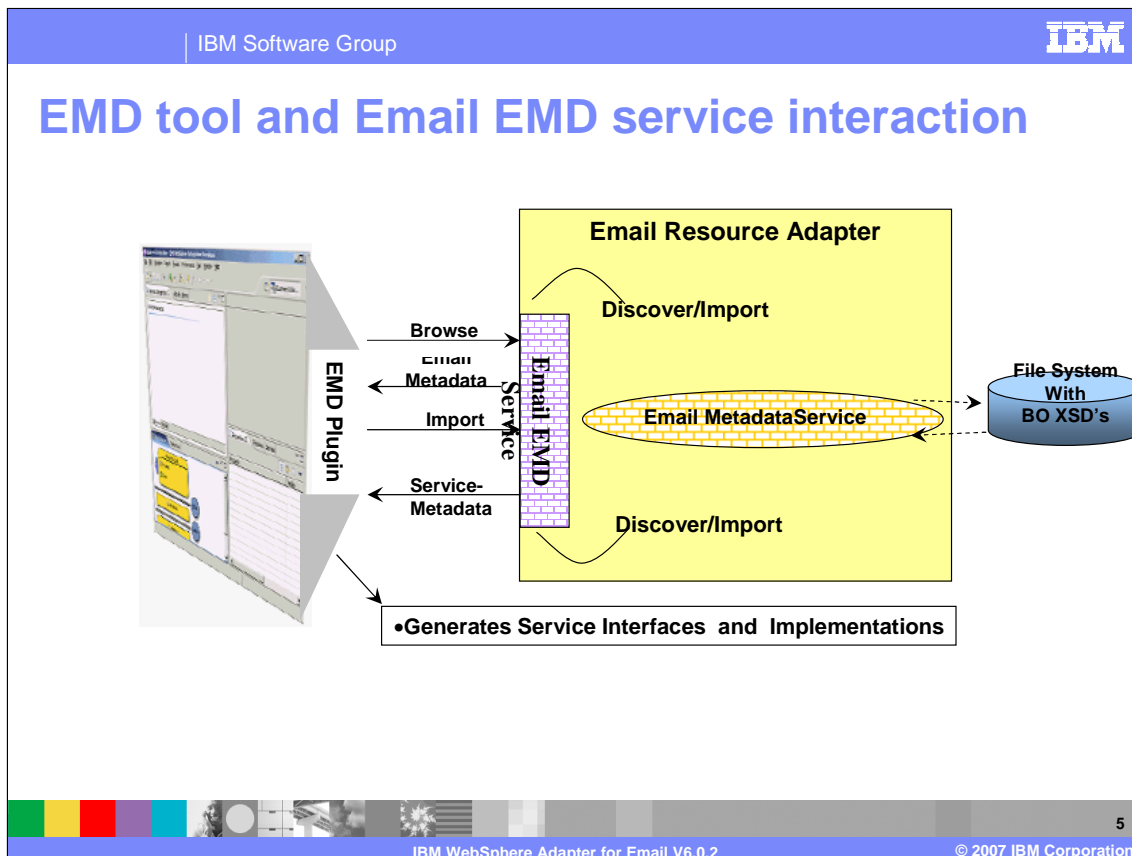 IBM Software Group
IBM
EMD tool and Email EMD service interaction
Email Resource Adapter
Discover/Import
Browse
Email
Metadata
Import
Service-
Metadata
EMD Plugin
Email EMD
Service
Email MetadataService
File System
With
BO XSD's
Discover/Import
•Generates Service Interfaces and Implementations
5
IBM WebSphere Adapter for Email V6.0.2
© 2007 IBM Corporation